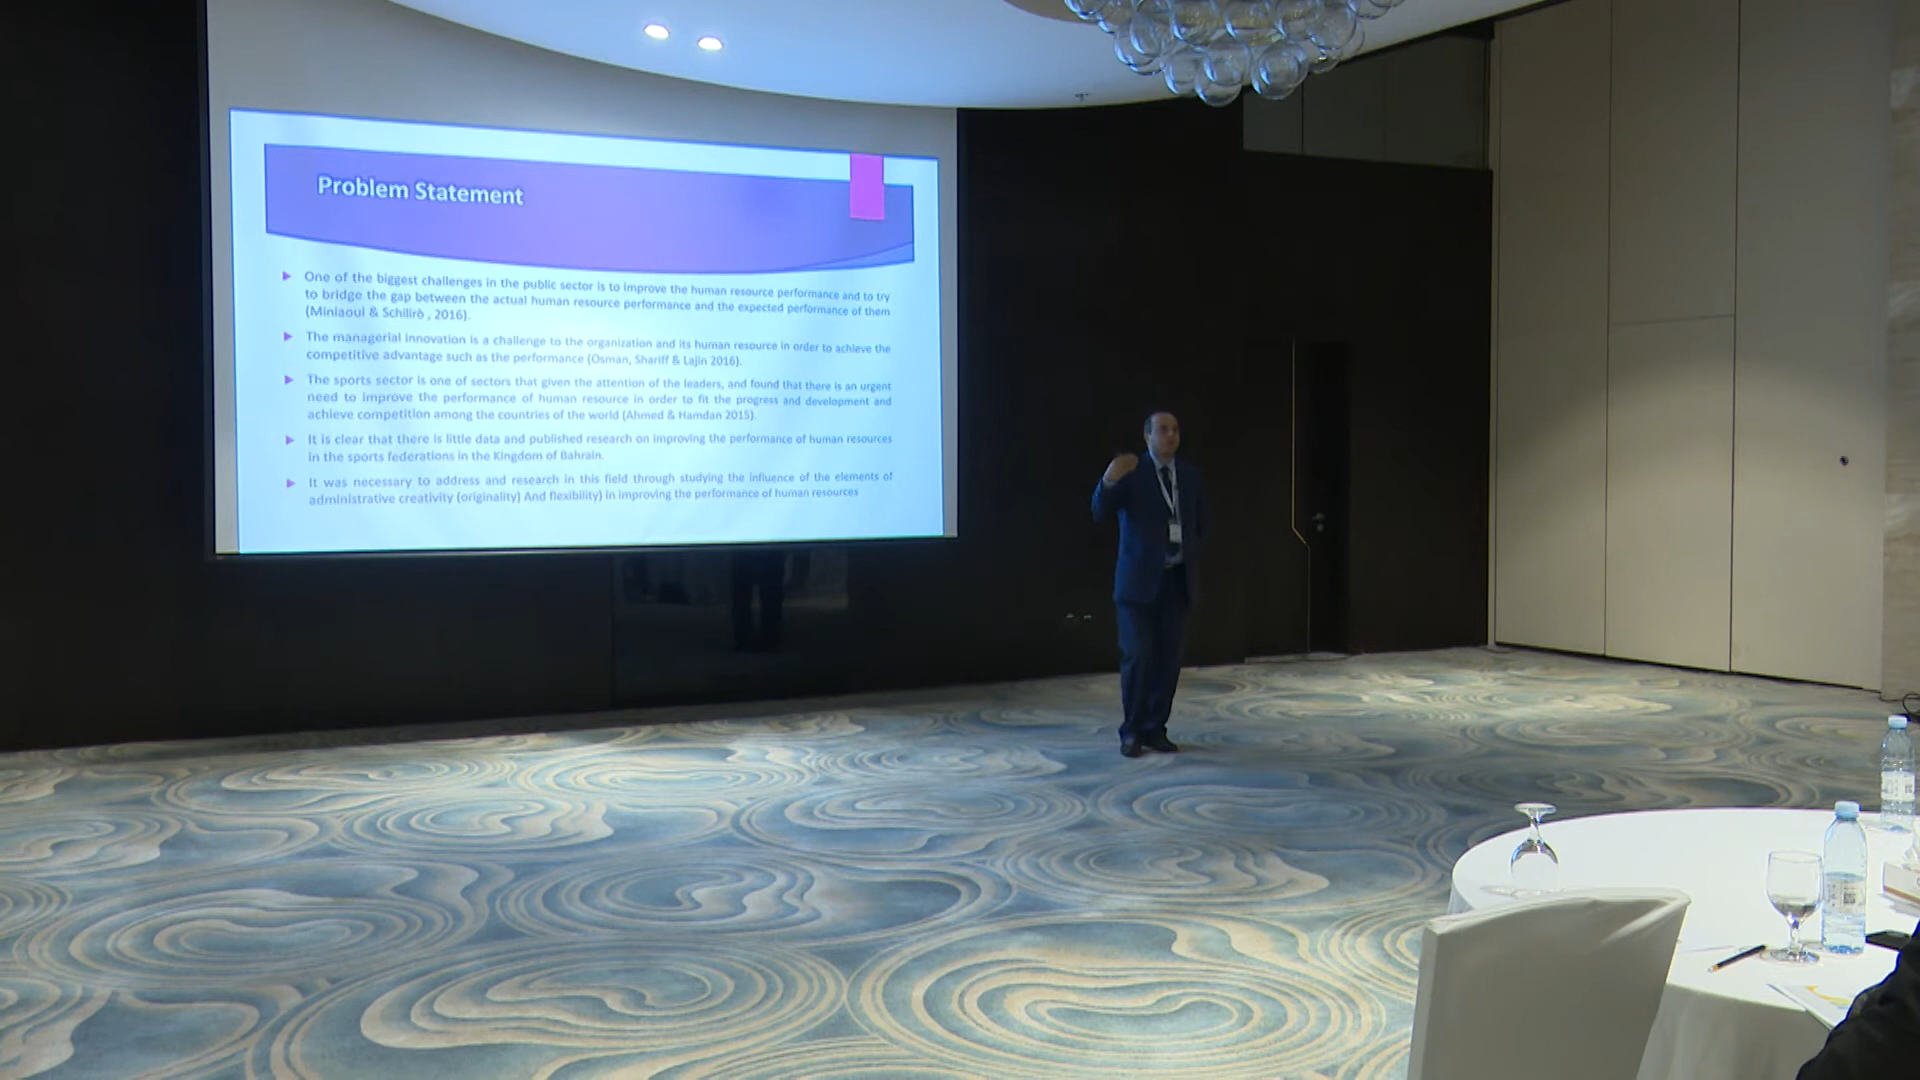 Problem Statement
One of the biggest challenges in the public sector is to improve the human resource performance and to try
to bridge the gap between the actual human resource performance and the expected performance of them
(Miniaoui & Schilirò , 2016).
The managerial innovation is a challenge to the organization and its human resource in order to achieve the
competitive advantage such as the performance (Osman, Shariff & Lajin 2016).
The sports sector is one of sectors that given the attention of the leaders, and found that there is an urgent
need to improve the performance of human resource in order to fit the progress and development and
achieve competition among the countries of the world (Ahmed & Hamdan 2015).
It is clear that there is little data and published research on improving the performance of human resources
in the sports federations in the Kingdom of Bahrain.
It was necessary to address and research in this field through studying the influence of the elements of
administrative creativity (originality) And flexibility) in improving the performance of human resources